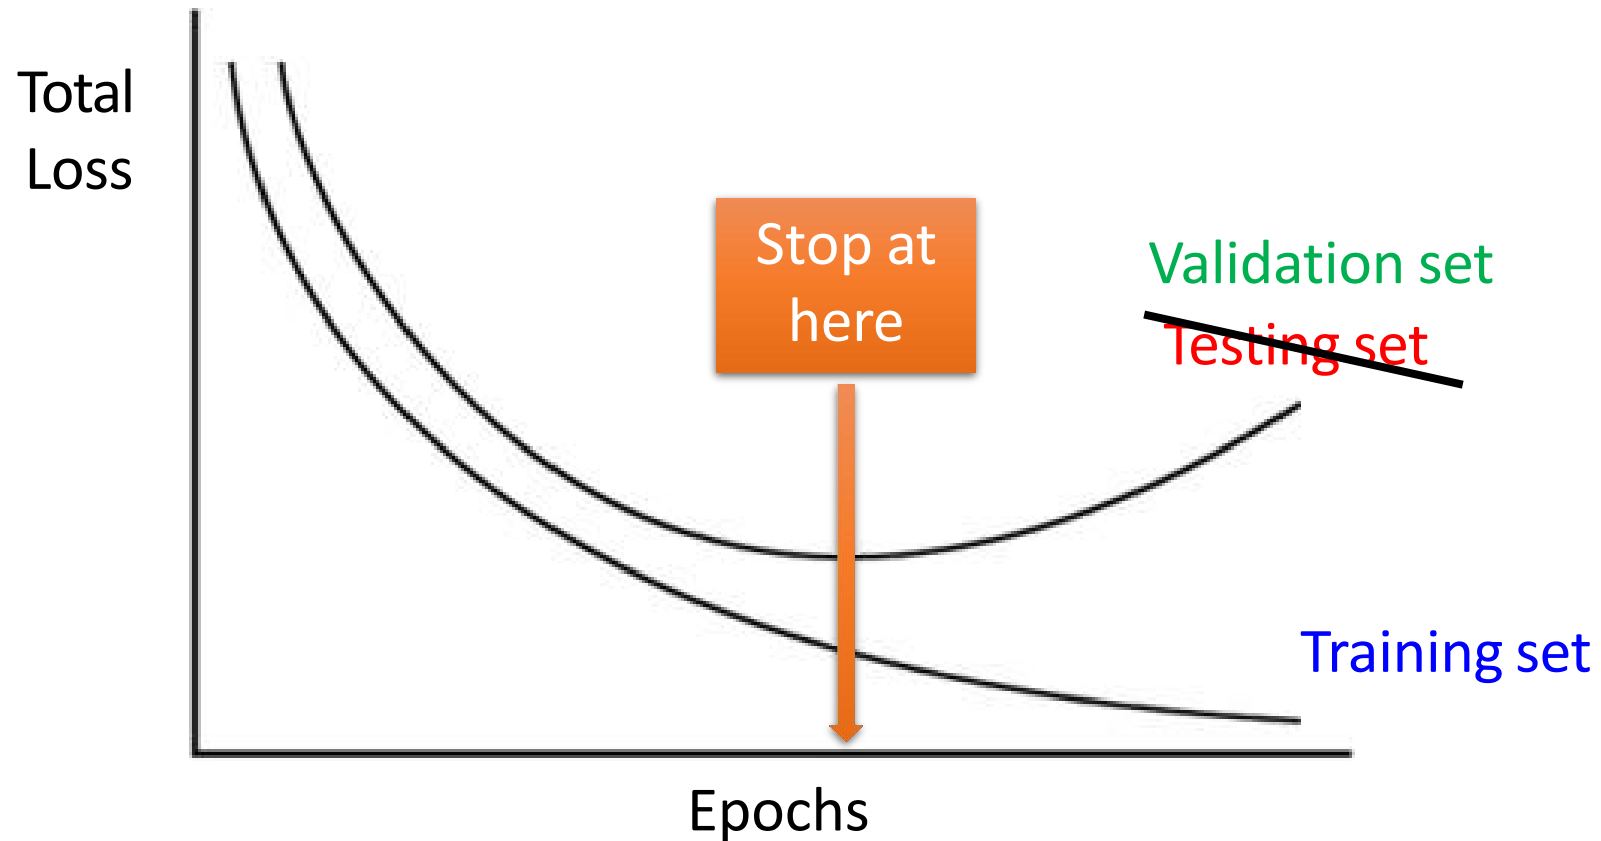 Total
Loss
Stop at
here
Validation set
Testing set
Training set
Epochs